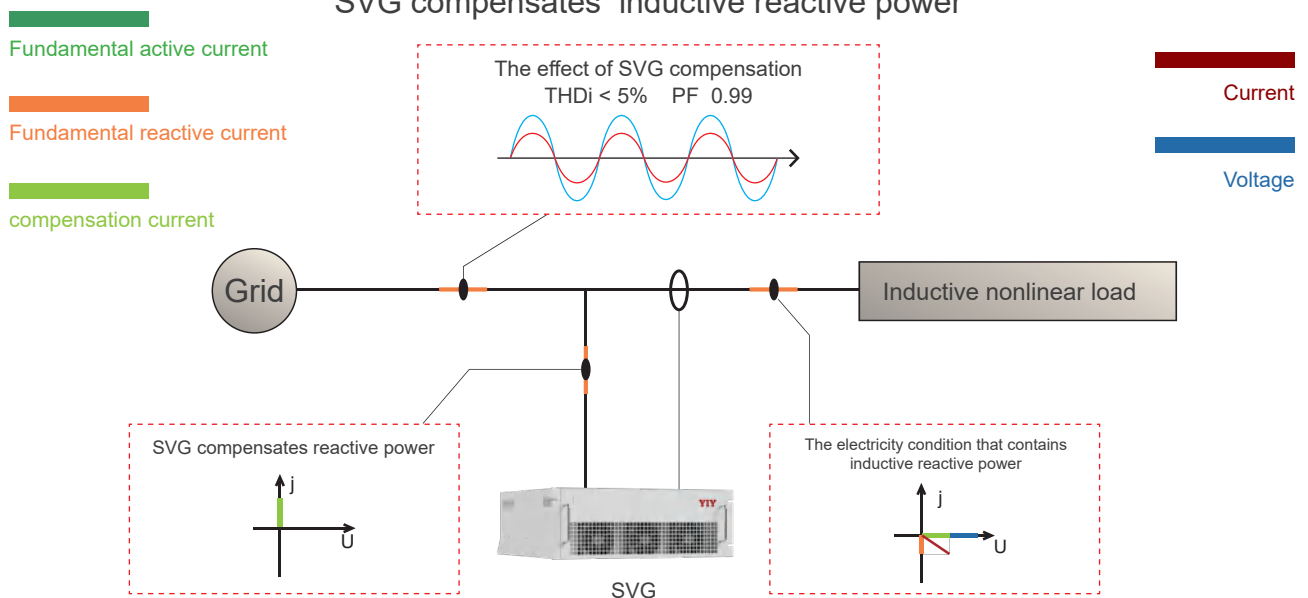 SVG compensates inductive reactive power
Fundamental active current
Fundamental reactive current
compensation current
The effect of SVG compensation
THDi < 5% PF 0.99
Current
Voltage
Grid
Inductive nonlinear load
SVG compensates reactive power
j
U
YIY
SVG
The electricity condition that contains
inductive reactive power
j
U